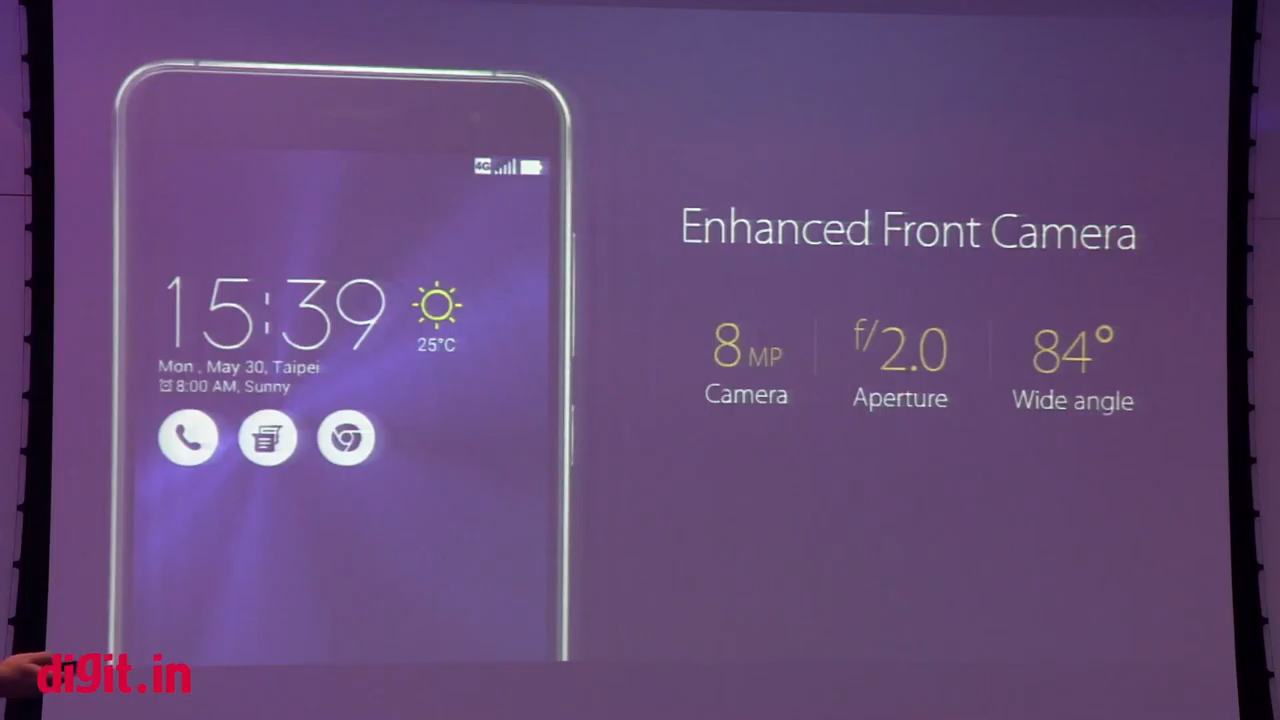 4G
15:39
25°C
Mon , May 30, Taipei
8:00 AM, Sunny
Enhanced Front Camera
8 MP
Camera
f/2.0
Aperture
84°
Wide angle
digit.in